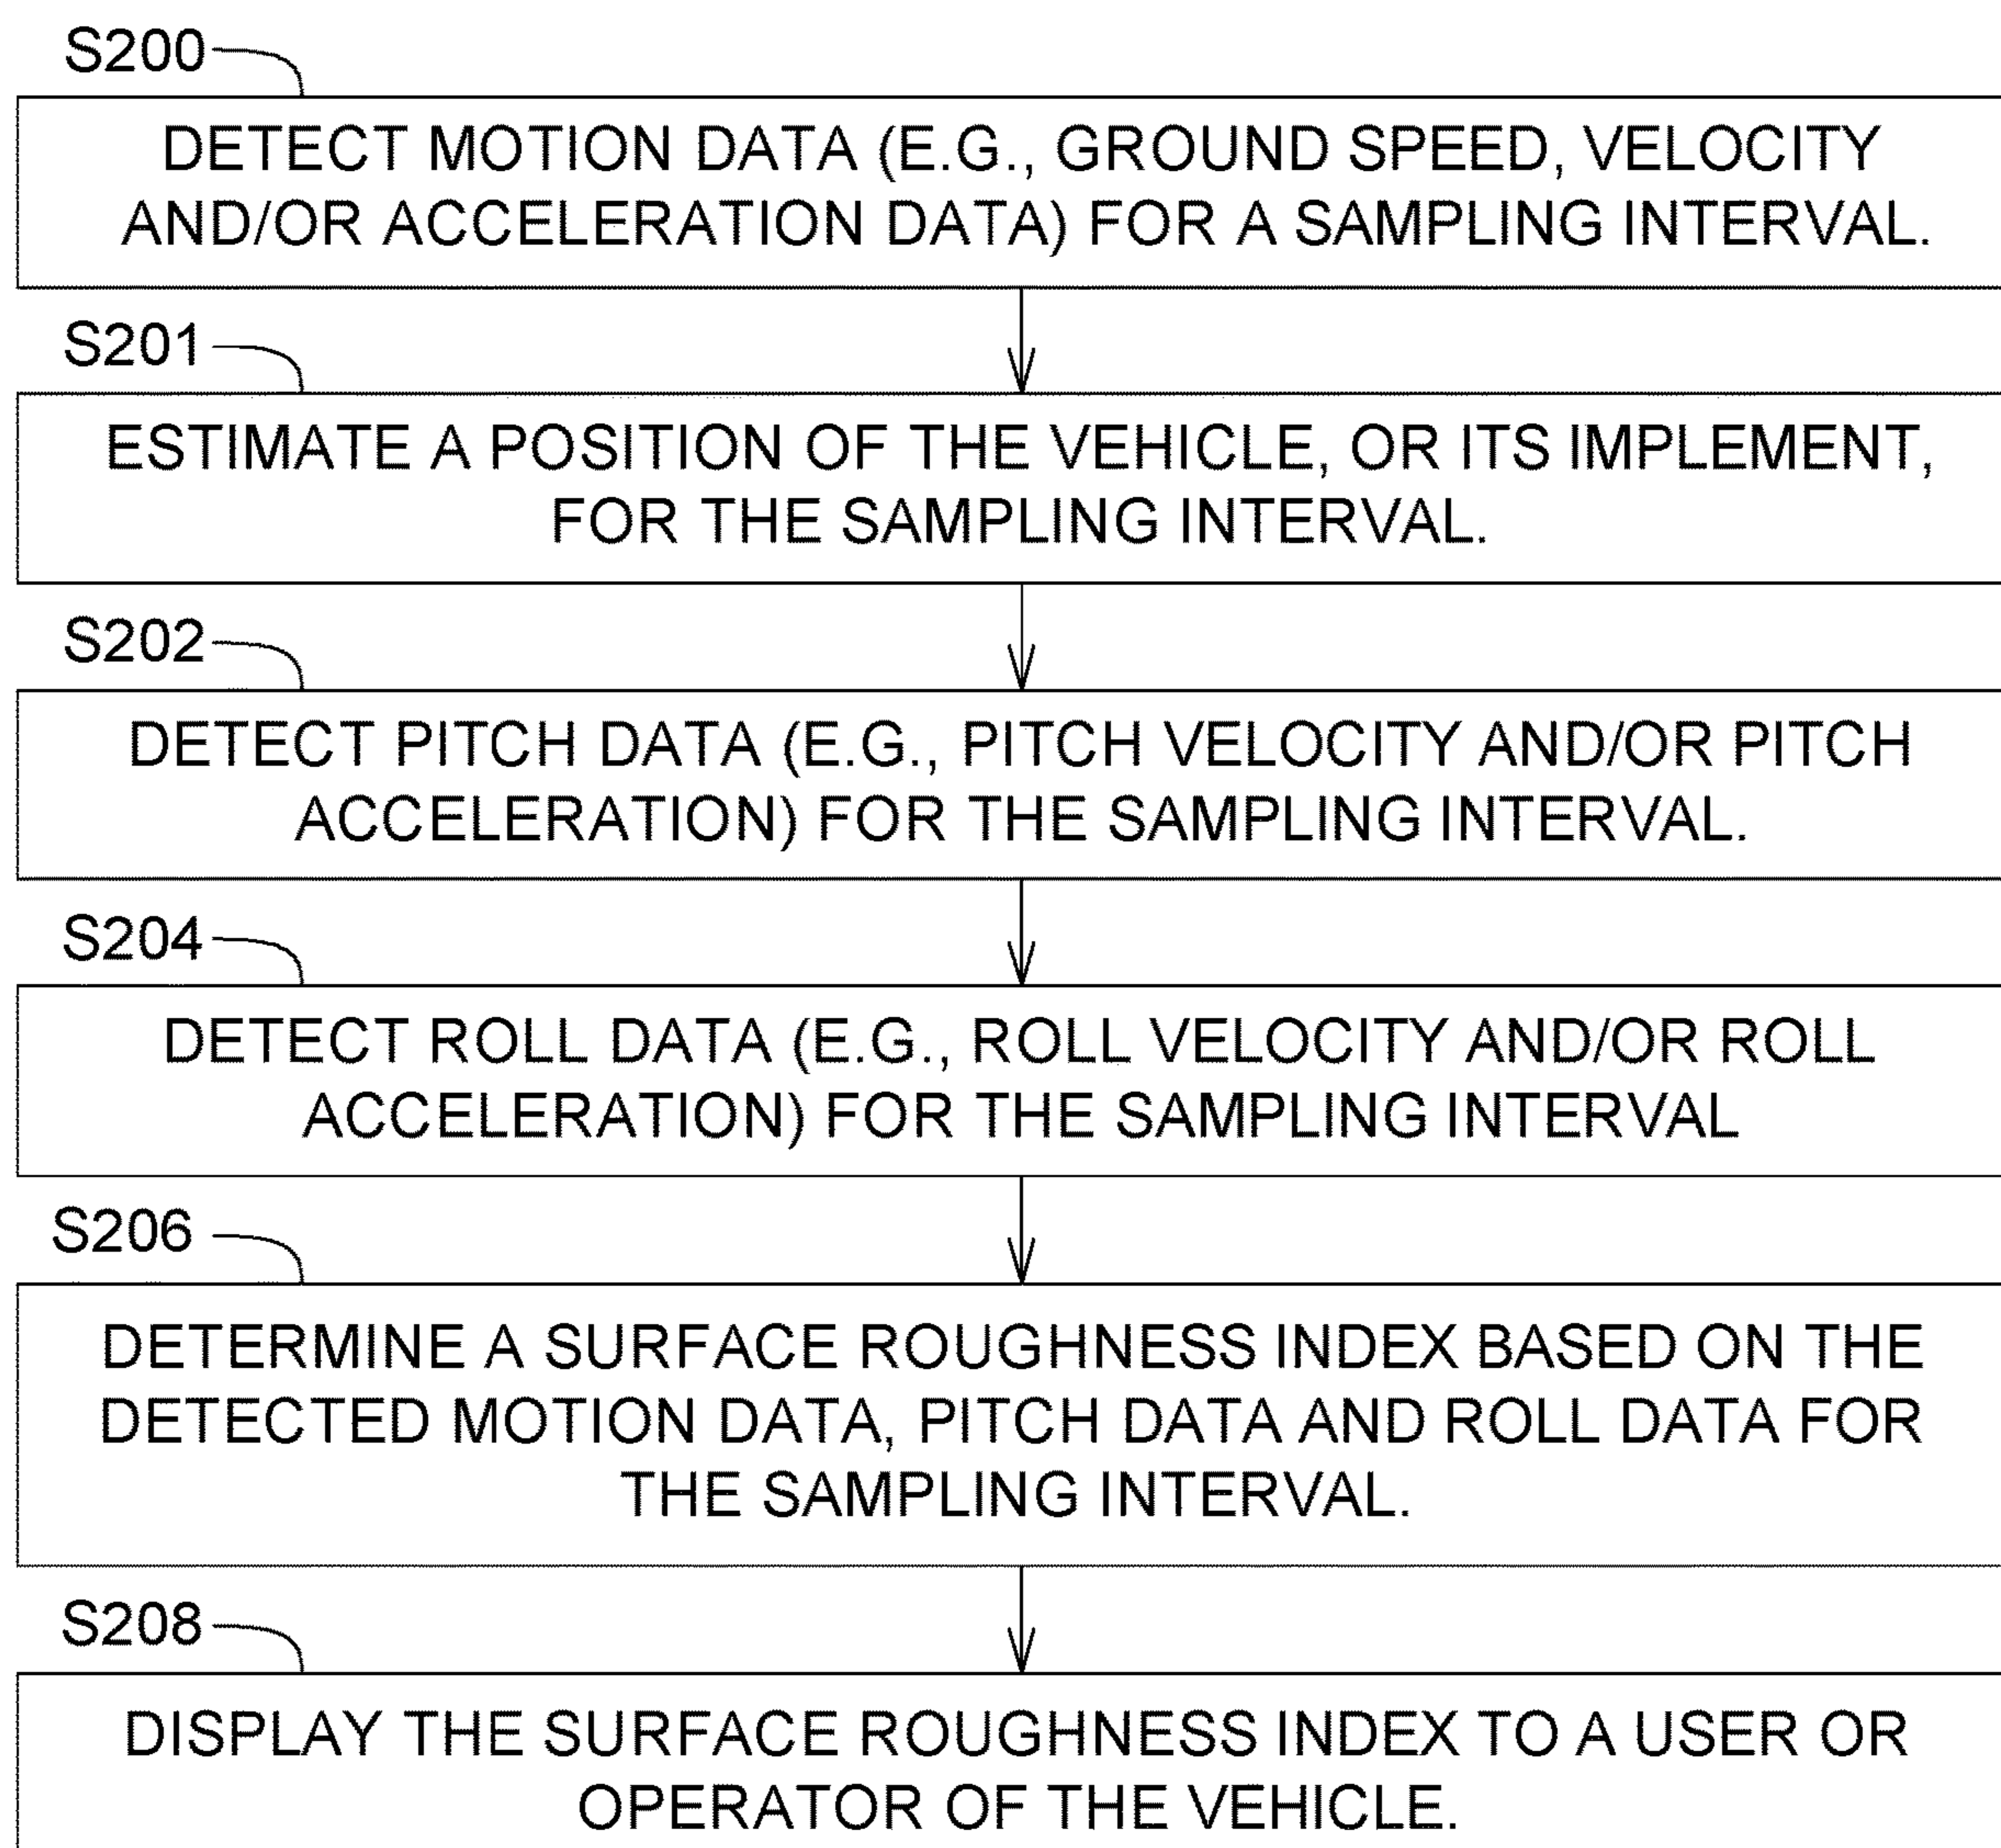 S200
DETECT MOTION DATA (E.G., GROUND SPEED, VELOCITY
AND/OR ACCELERATION DATA) FOR A SAMPLING INTERVAL.
S201
ESTIMATE A POSITION OF THE VEHICLE, OR ITS IMPLEMENT,
FOR THE SAMPLING INTERVAL.
S202
DETECT PITCH DATA (E.G., PITCH VELOCITY AND/OR PITCH
ACCELERATION) FOR THE SAMPLING INTERVAL.
S204
DETECT ROLL DATA (E.G., ROLL VELOCITY AND/OR ROLL
ACCELERATION) FOR THE SAMPLING INTERVAL
S206
DETERMINE A SURFACE ROUGHNESS INDEX BASED ON THE
DETECTED MOTION DATA, PITCH DATA AND ROLL DATA FOR
THE SAMPLING INTERVAL.
S208
DISPLAY THE SURFACE ROUGHNESS INDEX TO A USER OR
OPERATOR OF THE VEHICLE.